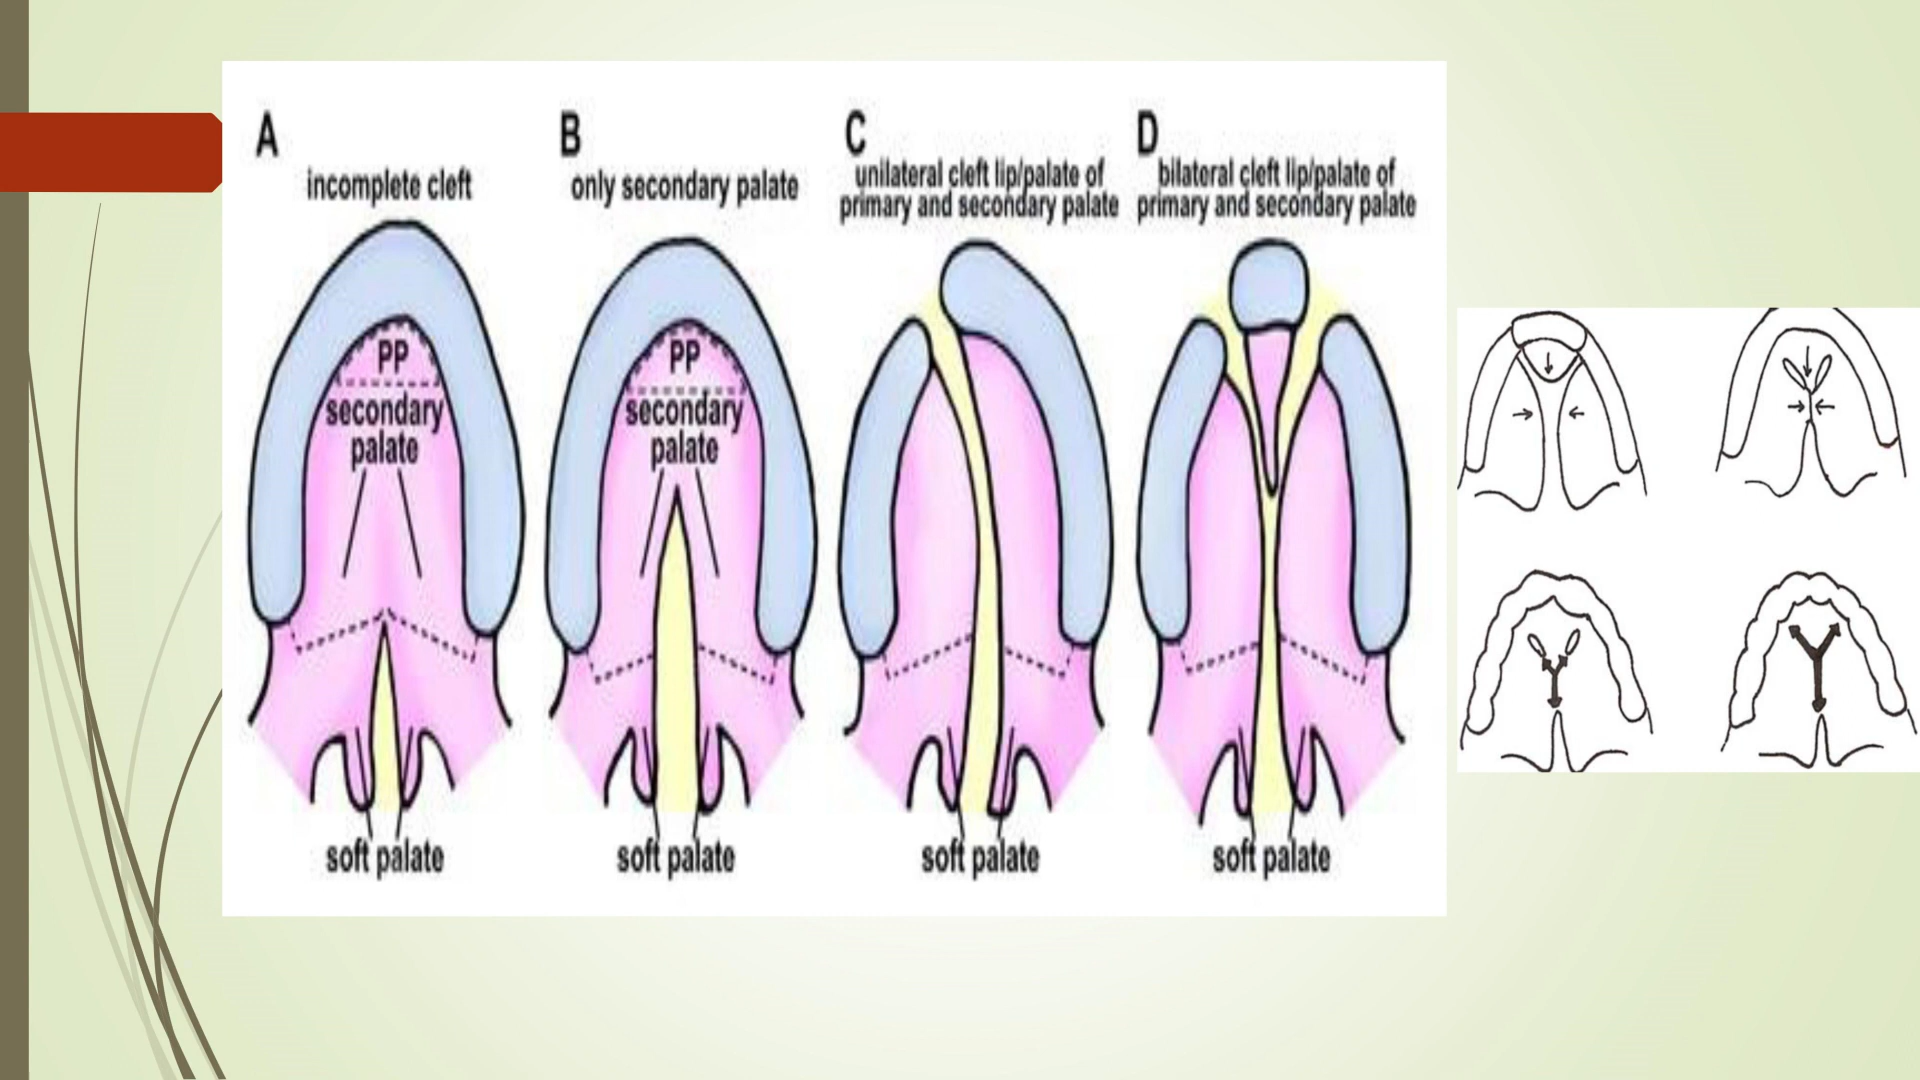 A
incomplete cleft
PP
secondary
palate
soft palate
B
only secondary palate
PP
secondary
palate
soft palate
C
unilateral cleft lip/palate of
primary and secondary palate
soft palate
D
bilateral cleft lip/palate of
primary and secondary palate
soft palate